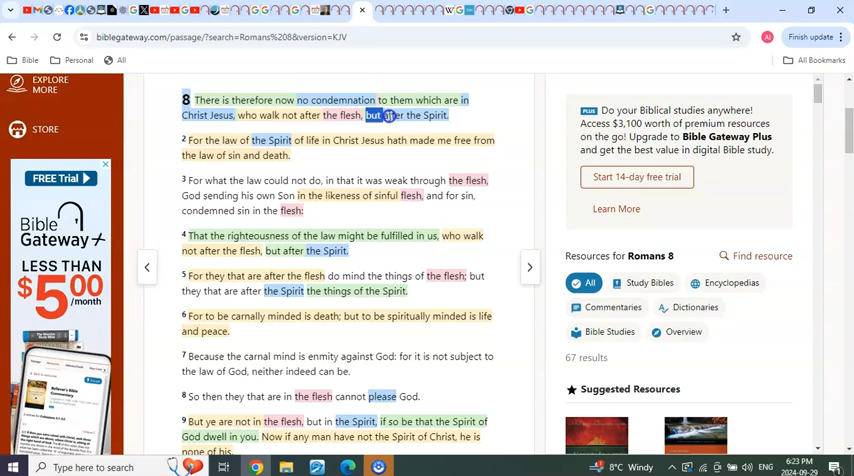 biblegateway.com/passage/?search=Romans%208&version=KJV
AI
Finish update
Bible
Personal
All
All Bookmarks
EXPLORE
MORE
STORE
FREE Trial
Bible
Gateway+
LESS THAN
$5.00
/month
8 There is therefore now no condemnation to them which are in
Christ Jesus, who walk not after the flesh, but after the Spirit.
2 For the law of the Spirit of life in Christ Jesus hath made me free from
the law of sin and death.
3 For what the law could not do, in that it was weak through the flesh,
God sending his own Son in the likeness of sinful flesh, and for sin,
condemned sin in the flesh:
4 That the righteousness of the law might be fulfilled in us, who walk
not after the flesh, but after the Spirit.
5 For they that are after the flesh do mind the things of the flesh; but
they that are after the Spirit the things of the Spirit.
6 For to be carnally minded is death; but to be spiritually minded is life
and peace.
7 Because the carnal mind is enmity against God: for it is not subject to
the law of God, neither indeed can be.
8 So then they that are in the flesh cannot please God.
9 But ye are not in the flesh, but in the Spirit, if so be that the Spirit of
God dwell in you. Now if any man have not the Spirit of Christ, he is
none of his.
PLUS Do your Biblical studies anywhere!
Access $3,100 worth of premium resources
on the go! Upgrade to Bible Gateway Plus
and get the best value in digital Bible study.
Start 14-day free trial
Learn More
Resources for Romans 8
Find resource
All
Study Bibles
Encyclopedias
Commentaries
Dictionaries
Bible Studies
Overview
67 results
Suggested Resources
Type here to search
8°C Windy
ENG
6:23 PM
2024-09-29